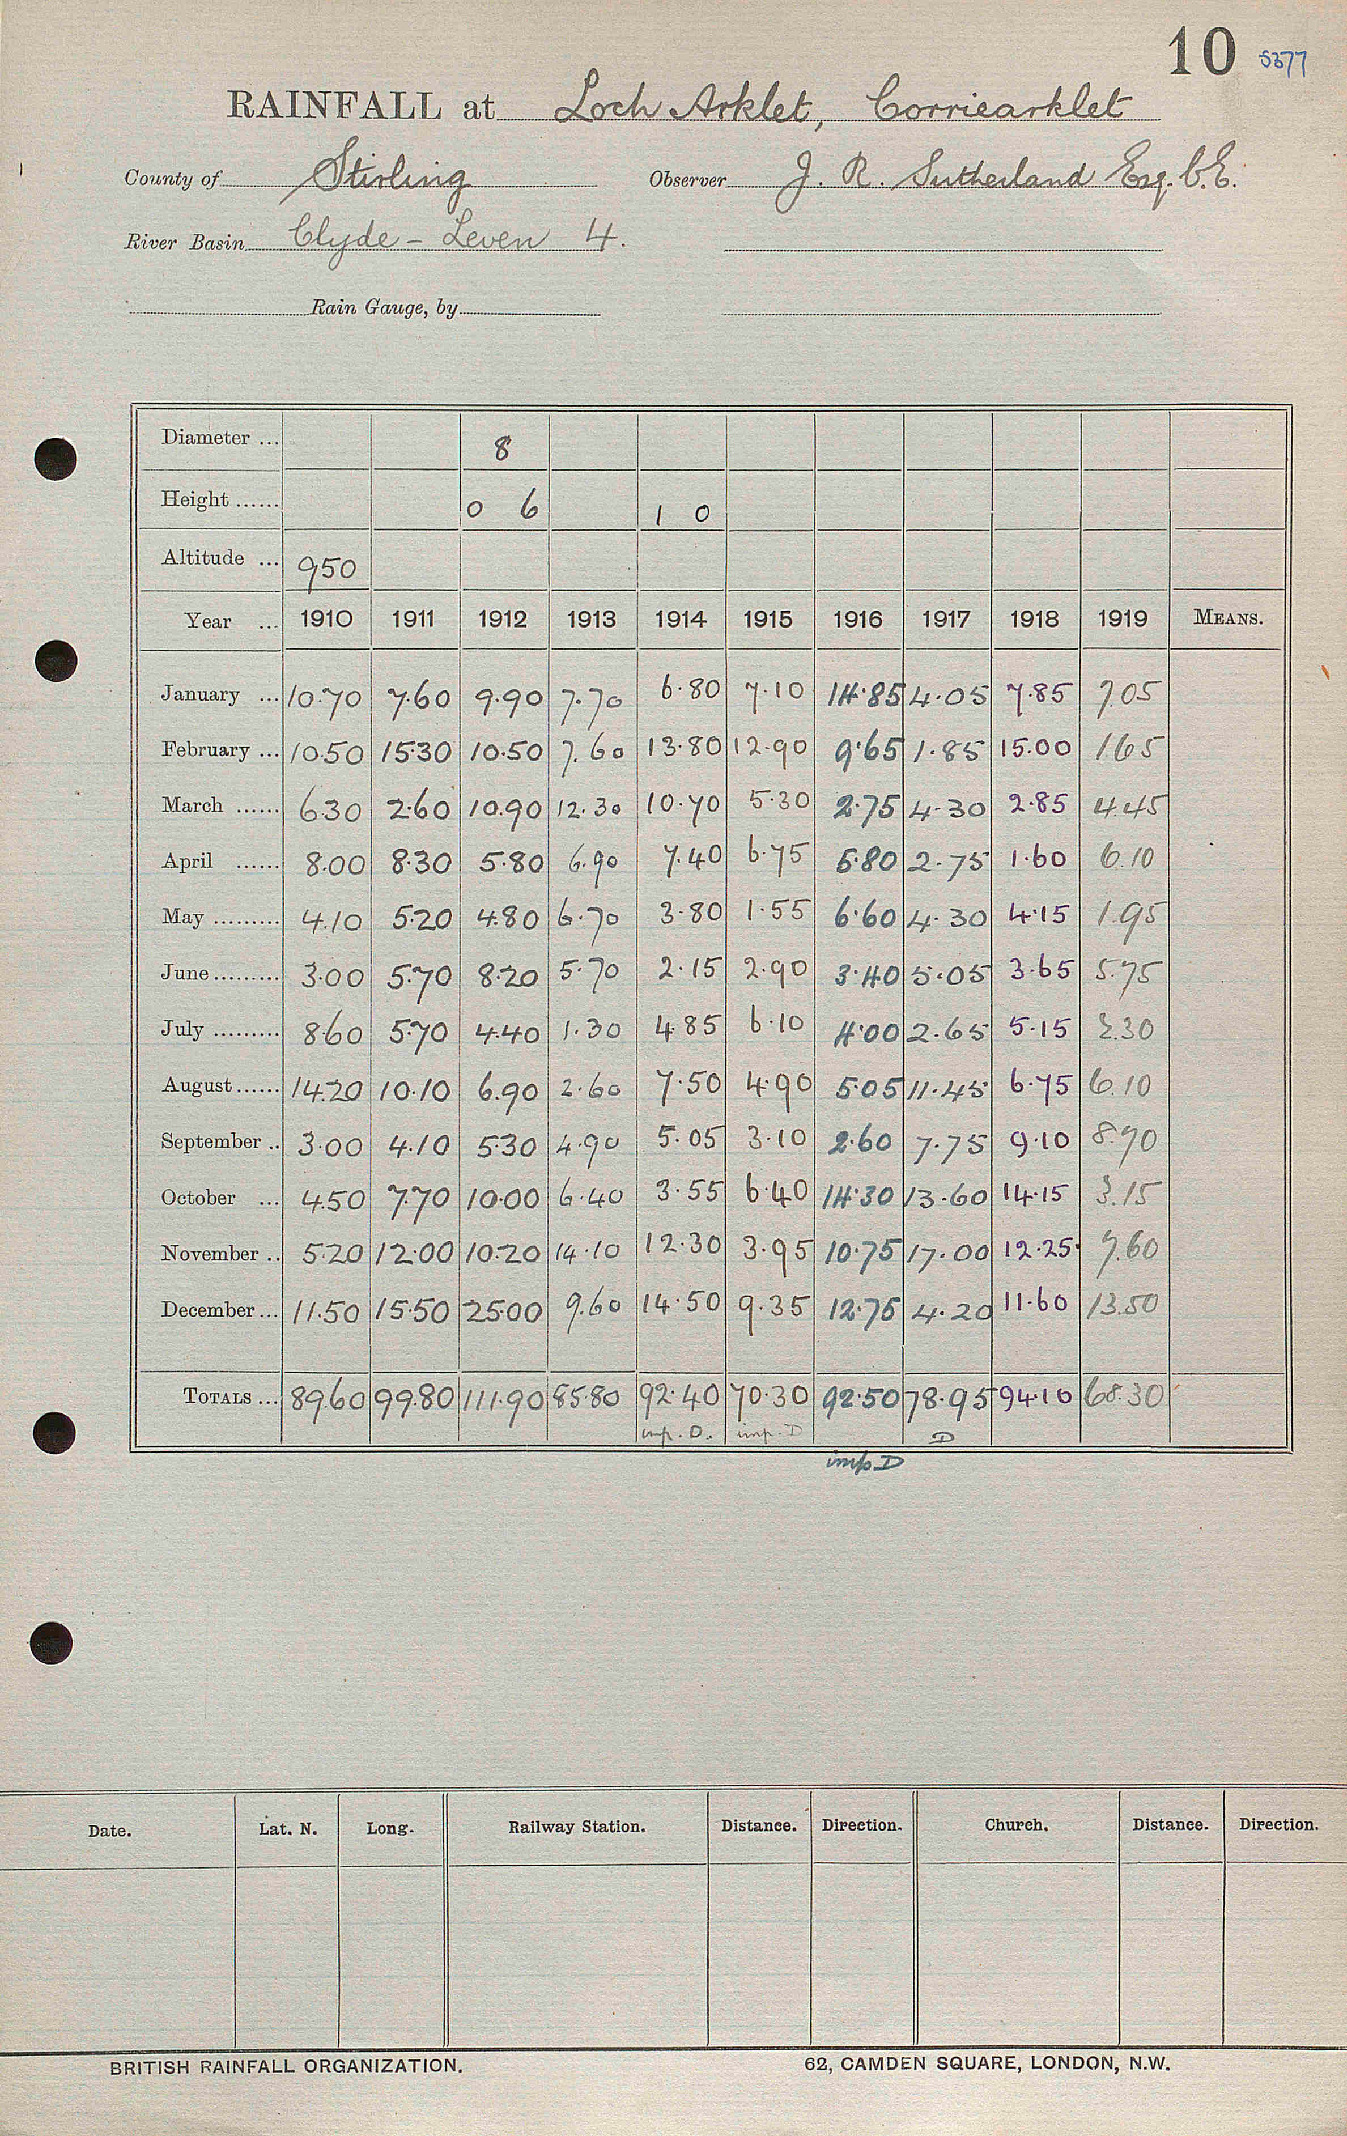 10 5377
RAINFALL at Loch Arklet, Corriearklet
County of Stirling Observer J. R. Sutherland Esq. C.E.
River Basin Clyde - Leven 4.
Rain Gauge, by
Diameter ... 8
Height ...... 0 6 1 0
Altitude ... 950
Year ... 1910 1911 1912 1913 1914 1915 1916 1917 1918 1919 MEANS.
January ... 10.70 7.60 9.90 7.70 6.80 7.10 14.85 4.05 7.85 7.05
February ... 10.50 15.30 10.50 7.60 13.80 12.90 9.65 1.85 15.00 1.65
March ...... 6.30 2.60 10.90 12.30 10.70 5.30 2.75 4.30 2.85 4.45
April ...... 8.00 8.30 5.80 6.90 7.40 6.75 5.80 2.75 1.60 6.10
May ......... 4.10 5.20 4.80 6.70 3.80 1.55 6.60 4.30 4.15 1.95
June ......... 3.00 5.70 8.20 5.70 2.15 2.90 3.40 5.05 3.65 5.75
July ......... 8.60 5.70 4.40 1.30 4.85 6.10 4.00 2.65 5.15 2.30
August ...... 14.20 10.10 6.90 2.60 7.50 4.90 5.05 11.45 6.75 6.10
September .. 3.00 4.10 5.30 4.90 5.05 3.10 2.60 7.75 9.10 8.70
October ... 4.50 7.70 10.00 6.40 3.55 6.40 14.30 13.60 14.15 3.15
November .. 5.20 12.00 10.20 14.10 12.30 3.95 10.75 17.00 12.25 7.60
December ... 11.50 15.50 25.00 9.60 14.50 9.35 12.75 4.20 11.60 13.50
TOTALS ... 89.60 99.80 111.90 85.80 92.40 70.30 92.50 78.95 94.10 68.30
imp. D. imp. D D
imp D
Date. Lat. N. Long. Railway Station. Distance. Direction. Church. Distance. Direction.
BRITISH RAINFALL ORGANIZATION. 62, CAMDEN SQUARE, LONDON, N.W.